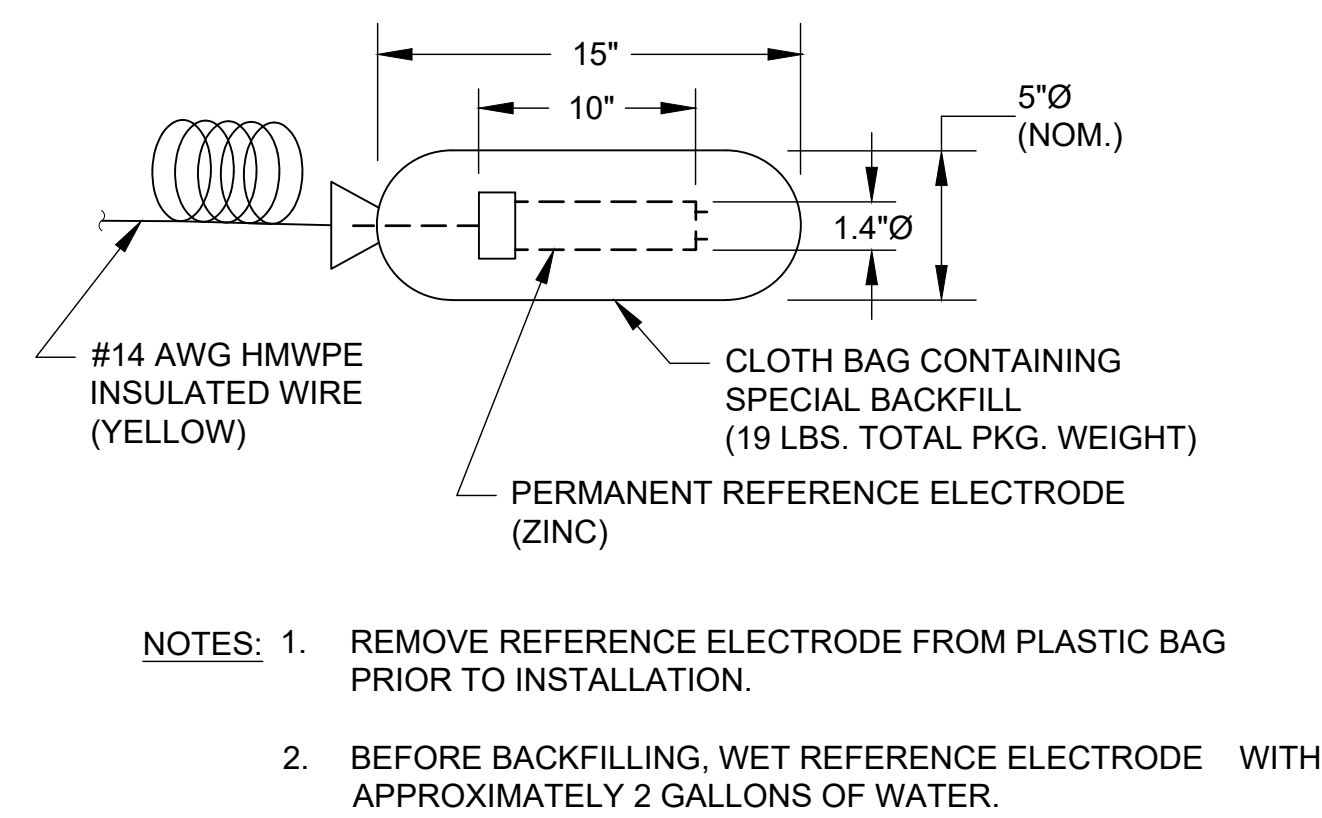 15"
10"
5"Ø
(NOM.)
1.4"Ø
#14 AWG HMWPE
INSULATED WIRE
(YELLOW)
CLOTH BAG CONTAINING
SPECIAL BACKFILL
(19 LBS. TOTAL PKG. WEIGHT)
PERMANENT REFERENCE ELECTRODE
(ZINC)
NOTES: 1. REMOVE REFERENCE ELECTRODE FROM PLASTIC BAG
PRIOR TO INSTALLATION.
2. BEFORE BACKFILLING, WET REFERENCE ELECTRODE WITH
APPROXIMATELY 2 GALLONS OF WATER.